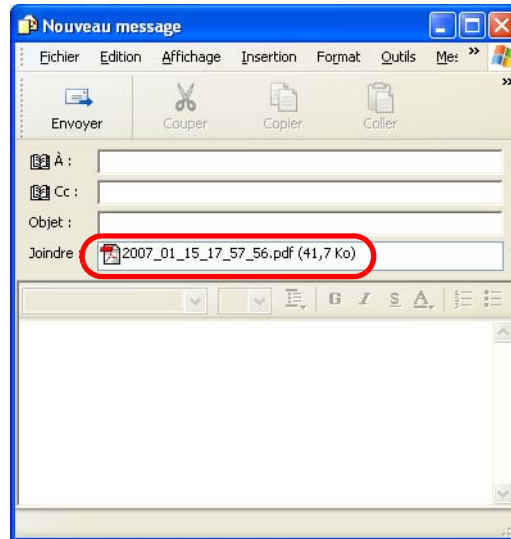 Nouveau message
Fichier Edition Affichage Insertion Format Outils Me: »
»
Envoyer Couper Copier Coller
À :
Cc :
Objet :
Joindre : 2007_01_15_17_57_56.pdf (41,7 Ko)
G I S A